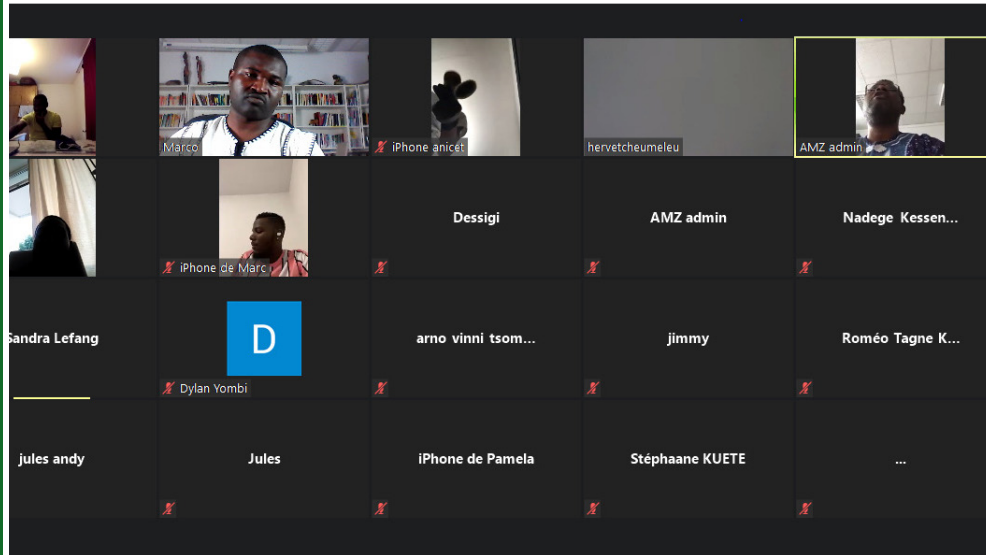 Marco
iPhone anicet
hervetcheumeleu
AMZ admin
iPhone de Marc
Dessigi
AMZ admin
Nadege Kessen...
Sandra Lefang
D
Dylan Yombi
arno vinni tsom...
jimmy
Roméo Tagne K...
jules andy
Jules
iPhone de Pamela
Stéphaane KUETE
...